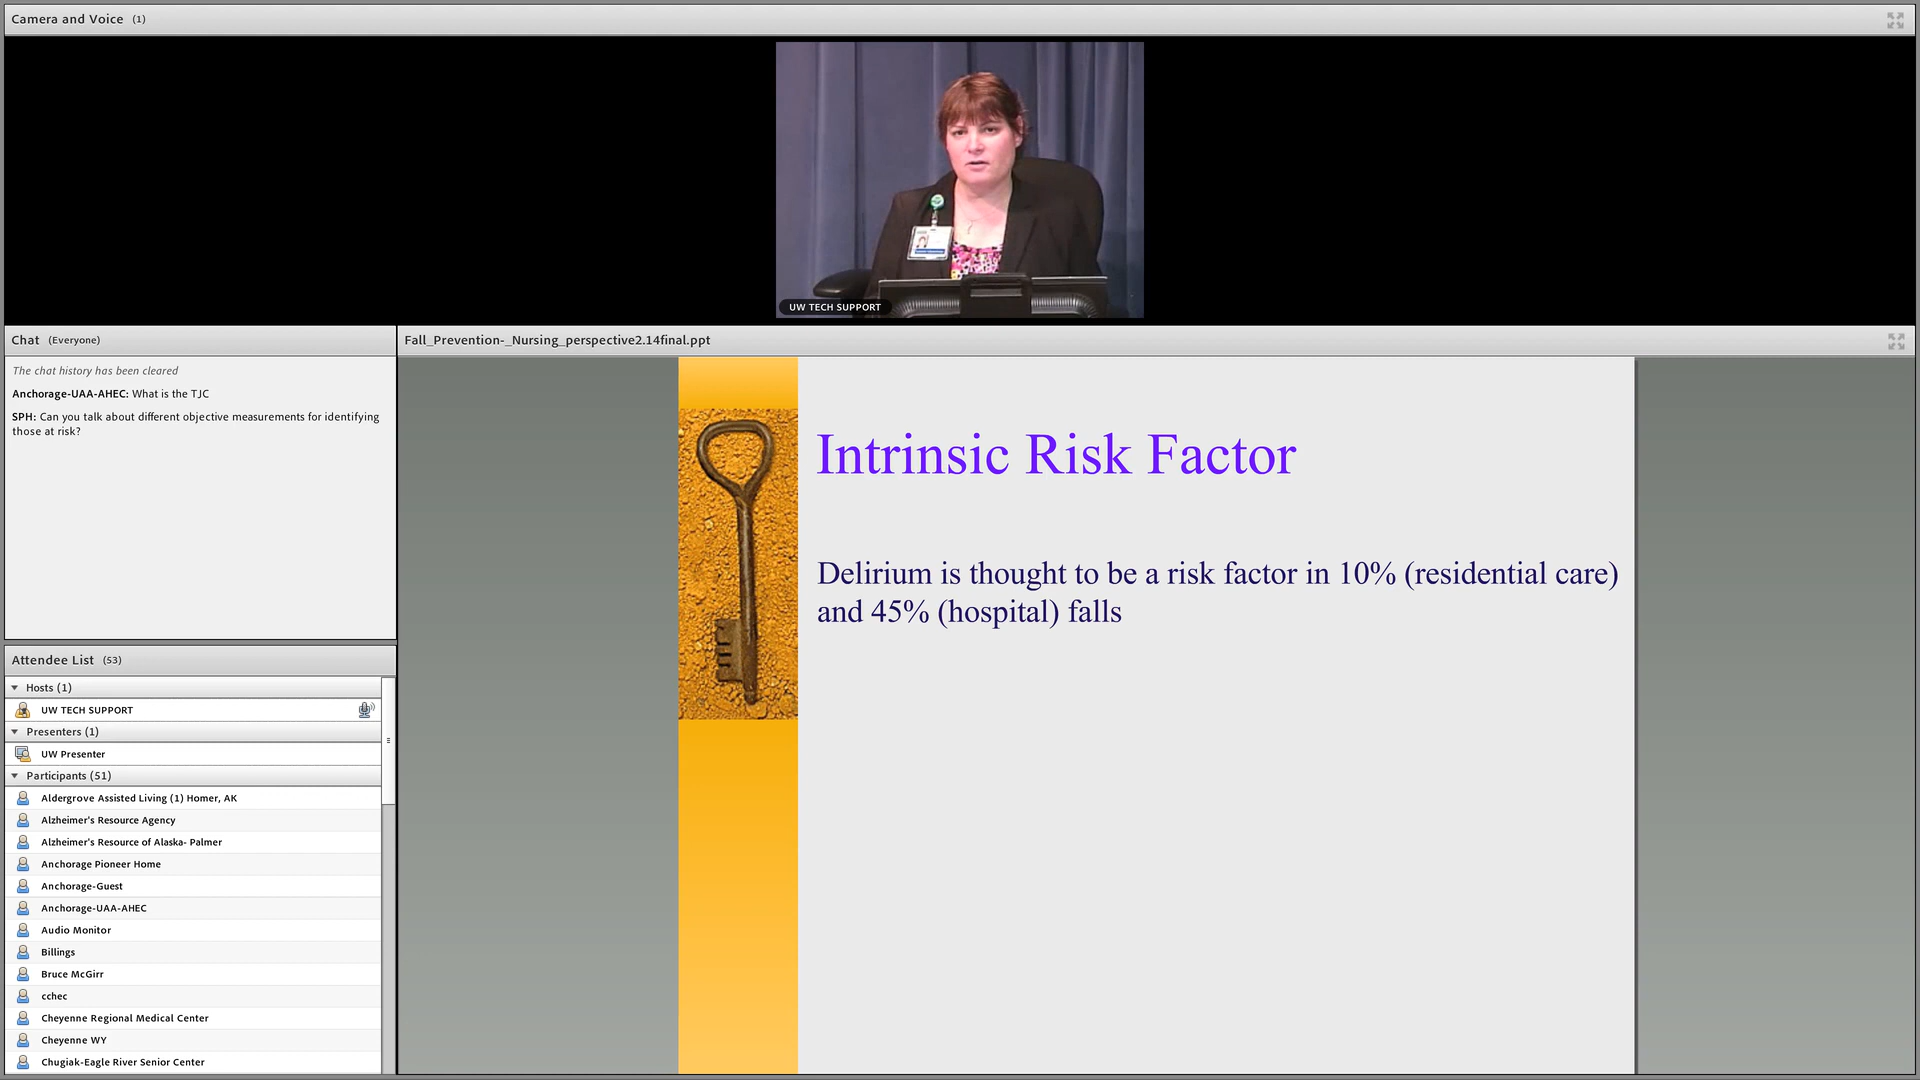 Camera and Voice (1)
UW TECH SUPPORT
Chat (Everyone)
The chat history has been cleared
Anchorage-UAA-AHEC: What is the TJC
SPH: Can you talk about different objective measurements for identifying
those at risk?
Attendee List (53)
Hosts (1)
UW TECH SUPPORT
Presenters (1)
UW Presenter
Participants (51)
Aldergrove Assisted Living (1) Homer, AK
Alzheimer's Resource Agency
Alzheimer's Resource of Alaska- Palmer
Anchorage Pioneer Home
Anchorage-Guest
Anchorage-UAA-AHEC
Audio Monitor
Billings
Bruce McGirr
cchec
Cheyenne Regional Medical Center
Cheyenne WY
Chugiak-Eagle River Senior Center
Fall_Prevention-_Nursing_perspective2.14final.ppt
Intrinsic Risk Factor
Delirium is thought to be a risk factor in 10% (residential care)
and 45% (hospital) falls